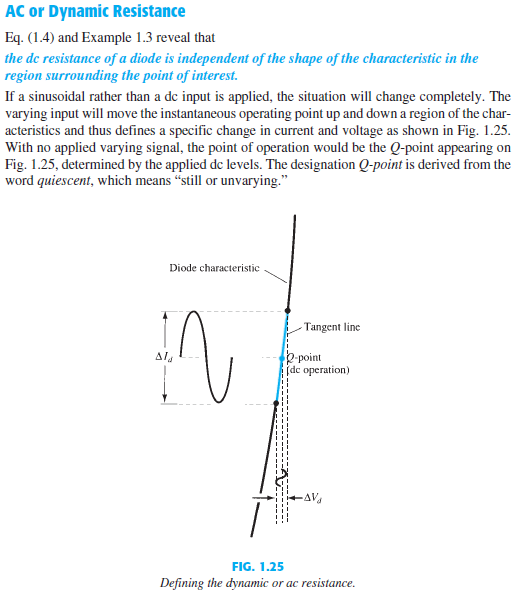 AC or Dynamic Resistance
Eq. (1.4) and Example 1.3 reveal that
the dc resistance of a diode is independent of the shape of the characteristic in the
region surrounding the point of interest.
If a sinusoidal rather than a dc input is applied, the situation will change completely. The
varying input will move the instantaneous operating point up and down a region of the char-
acteristics and thus defines a specific change in current and voltage as shown in Fig. 1.25.
With no applied varying signal, the point of operation would be the Q-point appearing on
Fig. 1.25, determined by the applied dc levels. The designation Q-point is derived from the
word quiescent, which means “still or unvarying.”
Diode characteristic
Tangent line
ΔId
Q-point
(dc operation)
ΔVd
FIG. 1.25
Defining the dynamic or ac resistance.